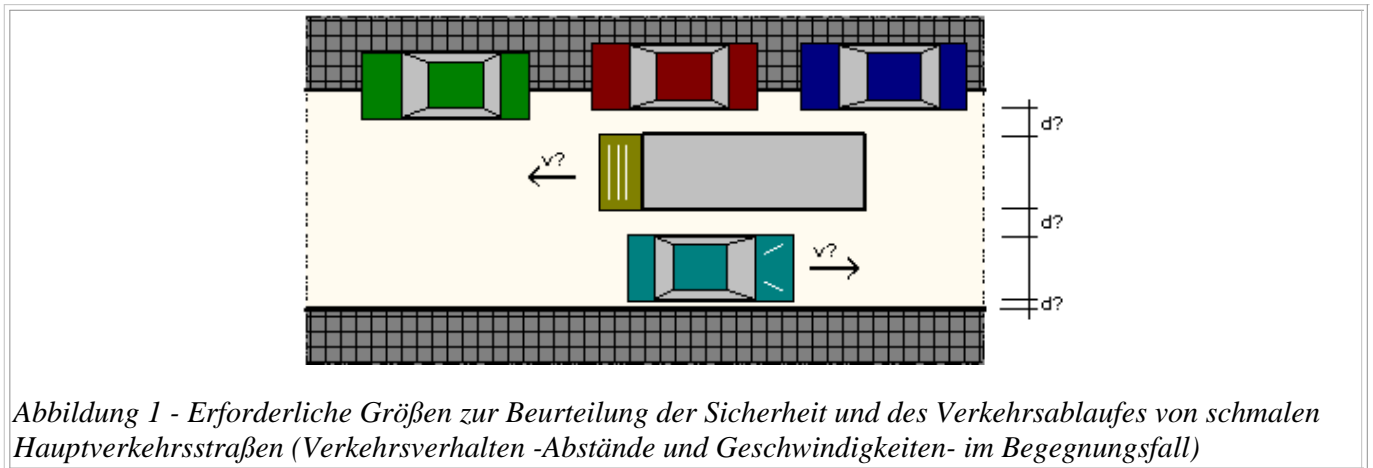 d?
v?
d?
v?
d?
Abbildung 1 - Erforderliche Größen zur Beurteilung der Sicherheit und des Verkehrsablaufes von schmalen
Hauptverkehrsstraßen (Verkehrsverhalten -Abstände und Geschwindigkeiten- im Begegnungsfall)